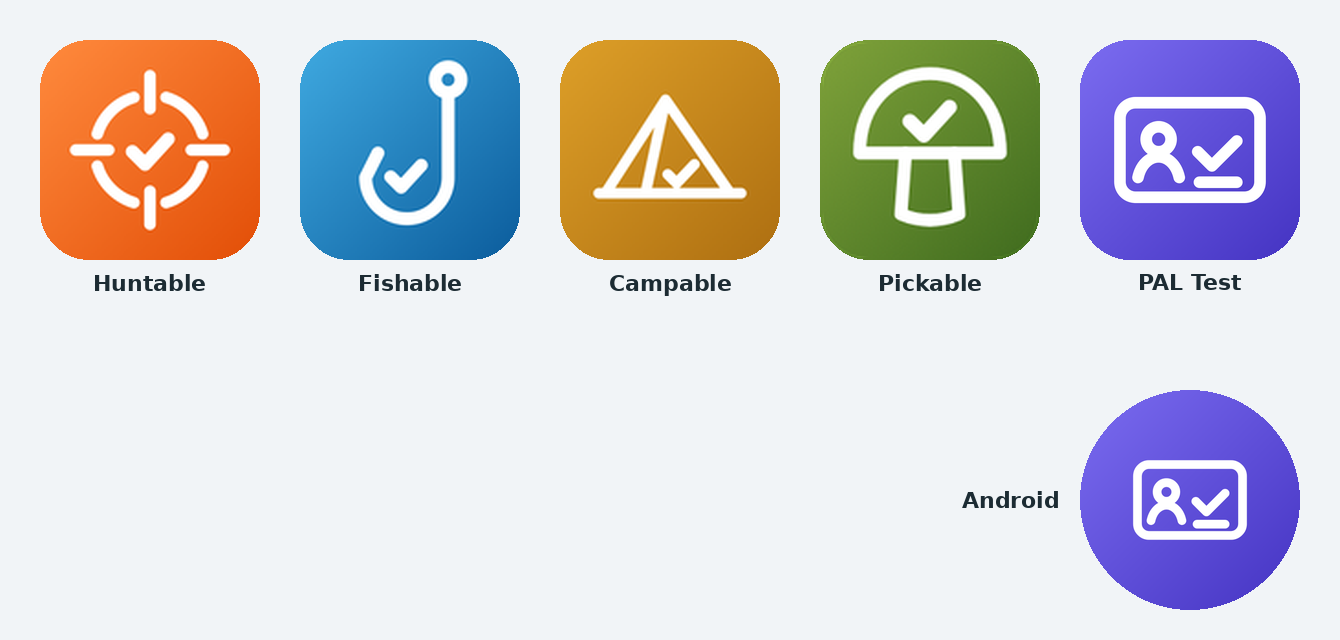 Huntable
Fishable
Campable
Pickable
PAL Test
Android